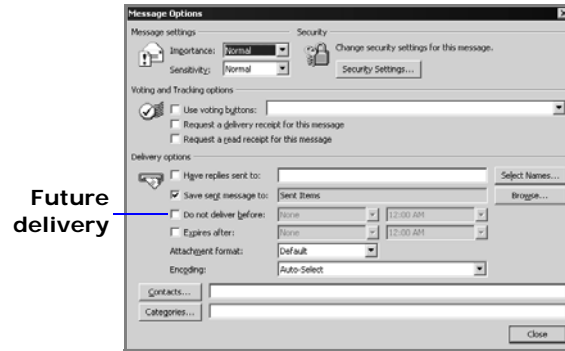 Message Options
Message settings
Security
Importance: Normal
Change security settings for this message.
Sensitivity: Normal
Security Settings...
Voting and Tracking options
Use voting buttons:
Request a delivery receipt for this message
Request a read receipt for this message
Delivery options
Have replies sent to:
Select Names...
Save sent message to: Sent Items
Browse...
Future delivery
Do not deliver before: None 12:00 AM
Expires after: None 12:00 AM
Attachment format: Default
Encoding: Auto-Select
Contacts...
Categories...
Close